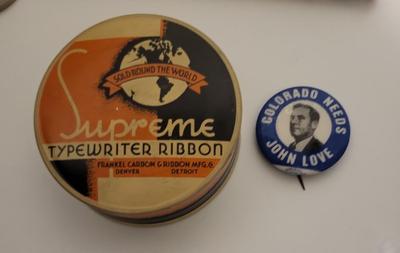 SOLD ROUND THE WORLD
Supreme
TYPEWRITER RIBBON
FRANKEL CARBON & RIBBON MFG.Co
DENVER DETROIT
COLORADO NEEDS
JOHN LOVE